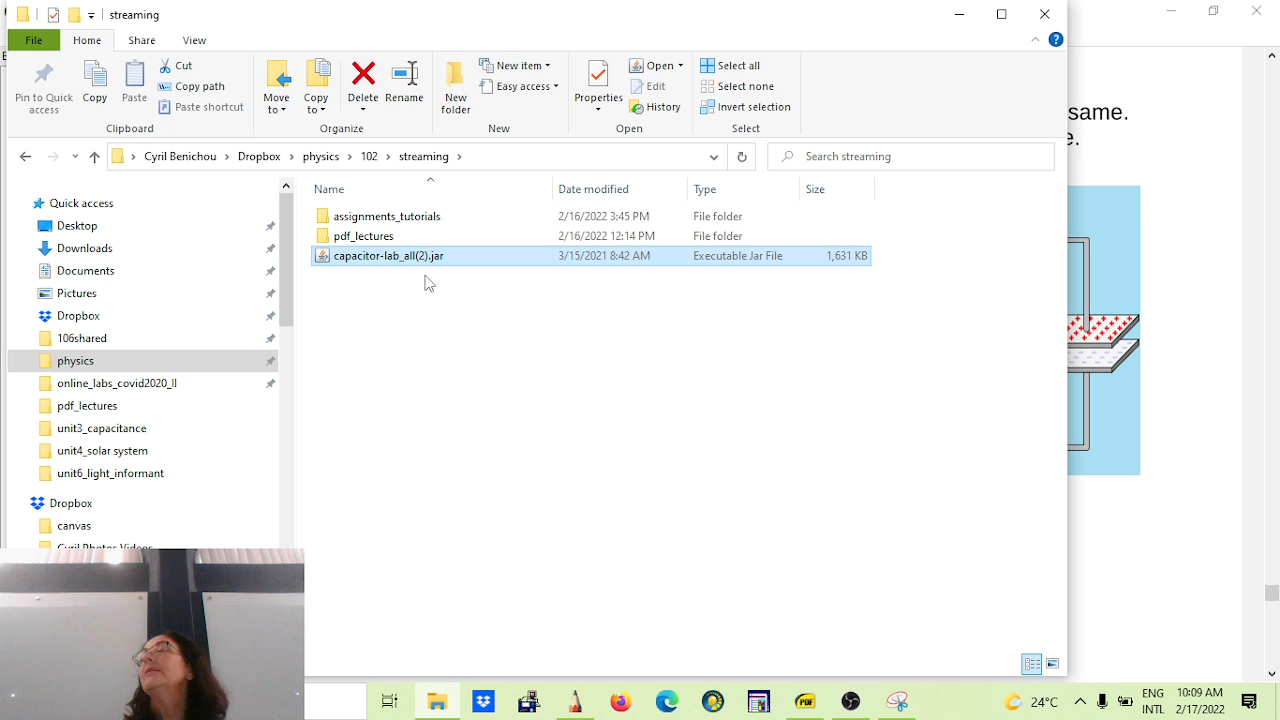 streaming
File Home Share View
Pin to Quick access
Copy
Paste
Cut
Copy path
Paste shortcut
Clipboard
Move to
Copy to
Delete
Rename
Organize
New folder
New item
Easy access
New
Properties
Open
Edit
History
Open
Select all
Select none
Invert selection
Select
Cyril Benichou > Dropbox > physics > 102 > streaming >
Search streaming
Name Date modified Type Size
assignments_tutorials 2/16/2022 3:45 PM File folder
pdf_lectures 2/16/2022 12:14 PM File folder
capacitor-lab_all(2).jar 3/15/2021 8:42 AM Executable Jar File 1,631 KB
Quick access
Desktop
Downloads
Documents
Pictures
Dropbox
106shared
physics
online_labs_covid2020_II
pdf_lectures
unit3_capacitance
unit4_solar system
unit6_light_informant
Dropbox
canvas
Cyril Photos Videos
same.
e.
PDF
24°C
ENG
INTL
10:09 AM
2/17/2022